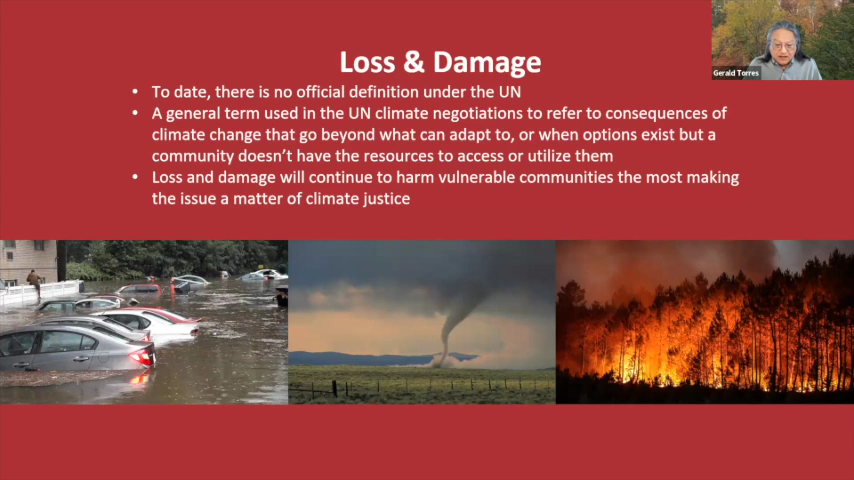 Loss & Damage
Gerald Torres
• To date, there is no official definition under the UN
• A general term used in the UN climate negotiations to refer to consequences of
climate change that go beyond what can adapt to, or when options exist but a
community doesn't have the resources to access or utilize them
• Loss and damage will continue to harm vulnerable communities the most making
the issue a matter of climate justice